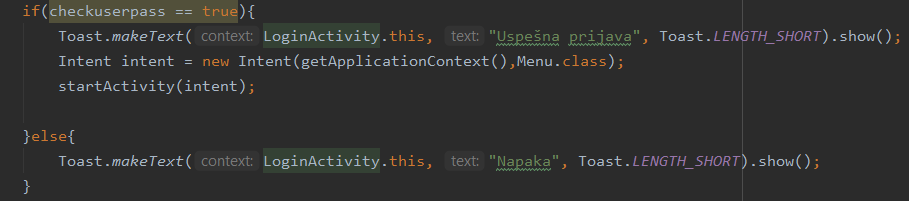 if(checkuserpass == true){
Toast.makeText( context: LoginActivity.this, text: "Uspešna prijava", Toast.LENGTH_SHORT).show();
Intent intent = new Intent(getApplicationContext(),Menu.class);
startActivity(intent);
}else{
Toast.makeText( context: LoginActivity.this, text: "Napaka", Toast.LENGTH_SHORT).show();
}